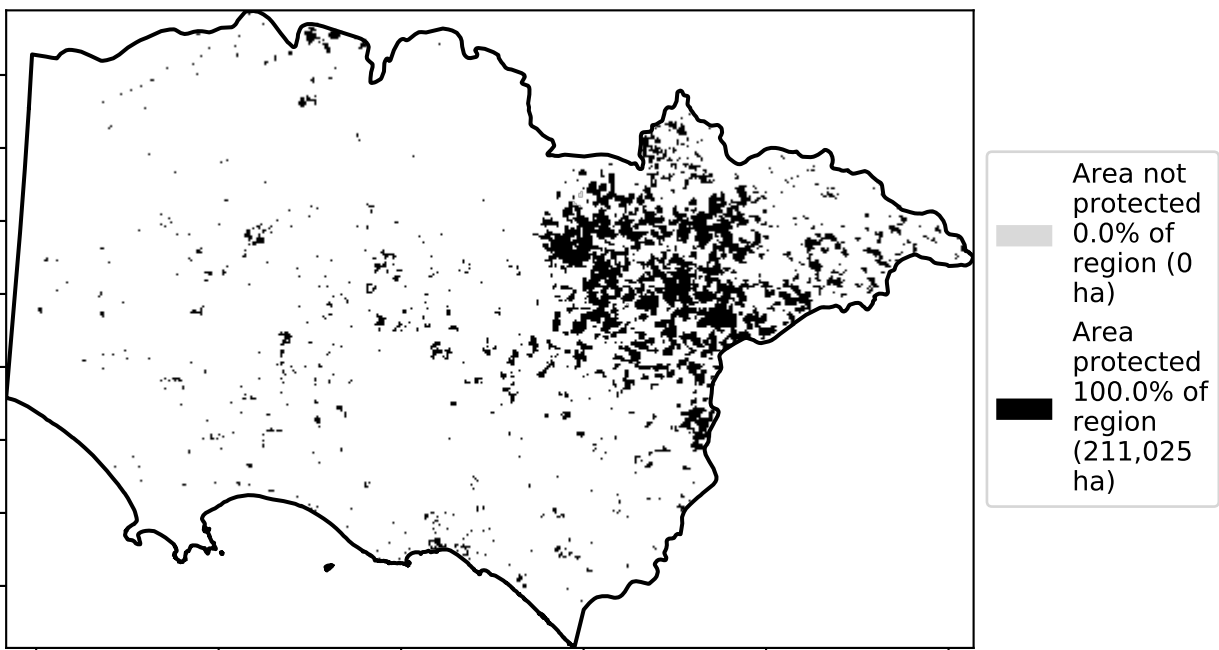 Area not
protected
0.0% of
region (0
ha)
Area
protected
100.0% of
region
(211,025
ha)